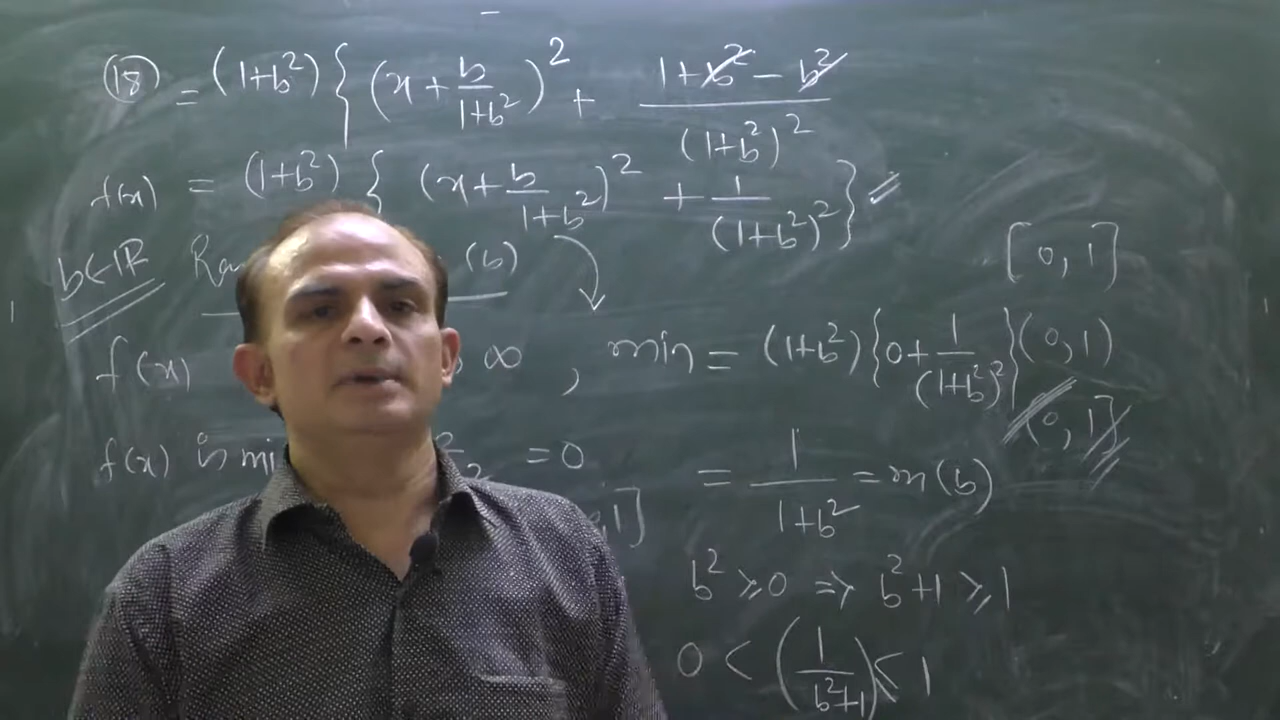 (18) = (1+b²) { (x + b/(1+b²))² + (1+b²-b²)/(1+b²)²
f(x) = (1+b²) { (x + b/(1+b²))² + 1/(1+b²)² }
b∈ℝ (b)
[0, 1]
f(x) ∞ , min = (1+b²) {0 + 1/(1+b²)²} (0, 1)
(0, 1]
f(x) is = 0
= 1/(1+b²) = m(b)
,1]
b² ≥ 0 ⇒ b²+1 ≥ 1
0 < (1/(b²+1)) ≤ 1